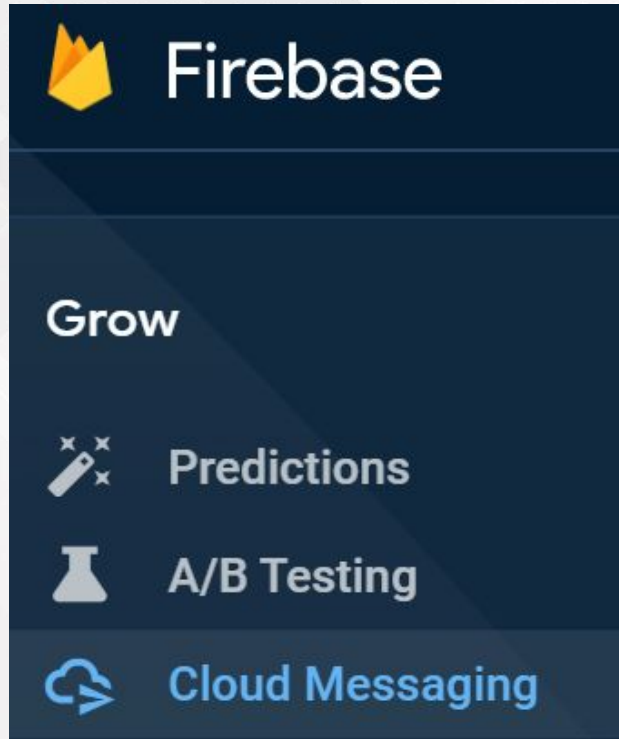 Firebase
Grow
Predictions
A/B Testing
Cloud Messaging